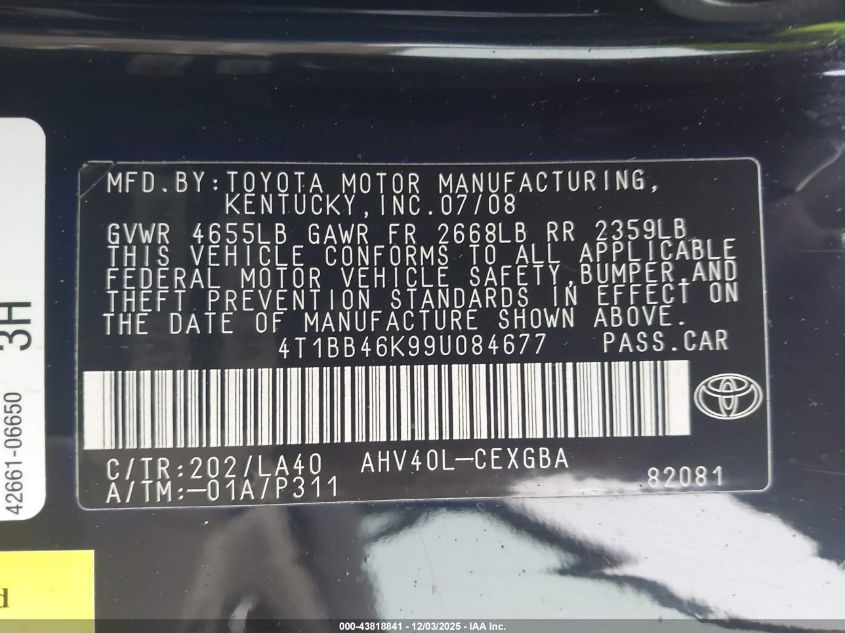 MFD.BY:TOYOTA MOTOR MANUFACTURING,
KENTUCKY,INC.07/08
GVWR 4655LB GAWR FR 2668LB RR 2359LB
THIS VEHICLE CONFORMS TO ALL APPLICABLE
FEDERAL MOTOR VEHICLE SAFETY,BUMPER,AND
THEFT PREVENTION STANDARDS IN EFFECT ON
THE DATE OF MANUFACTURE SHOWN ABOVE.
4T1BB46K99U084677 PASS.CAR
C/TR:202/LA40 AHV40L-CEXGBA
A/TM:-01A/P311 82081
42661-06650 3H
d
000-43818841 - 12/03/2025 - IAA Inc.